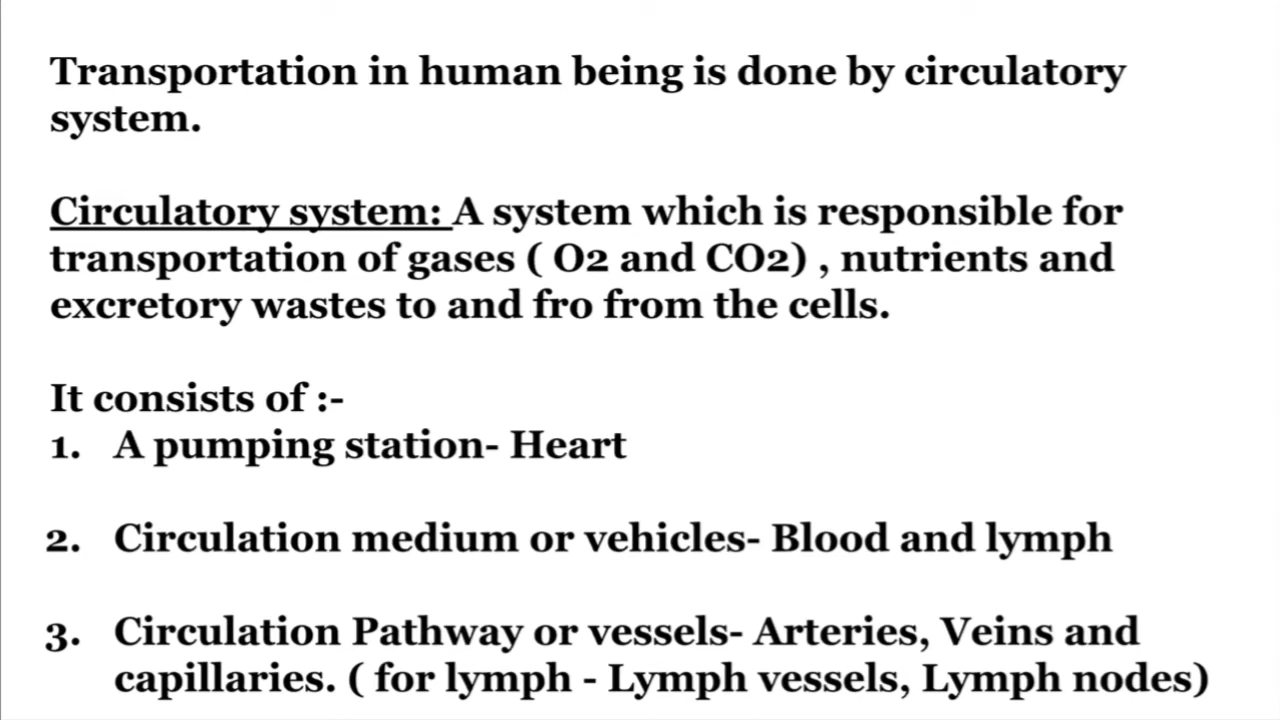 Transportation in human being is done by circulatory
system.
Circulatory system: A system which is responsible for
transportation of gases ( O2 and CO2) , nutrients and
excretory wastes to and fro from the cells.
It consists of :-
1. A pumping station- Heart
2. Circulation medium or vehicles- Blood and lymph
3. Circulation Pathway or vessels- Arteries, Veins and
capillaries. ( for lymph - Lymph vessels, Lymph nodes)